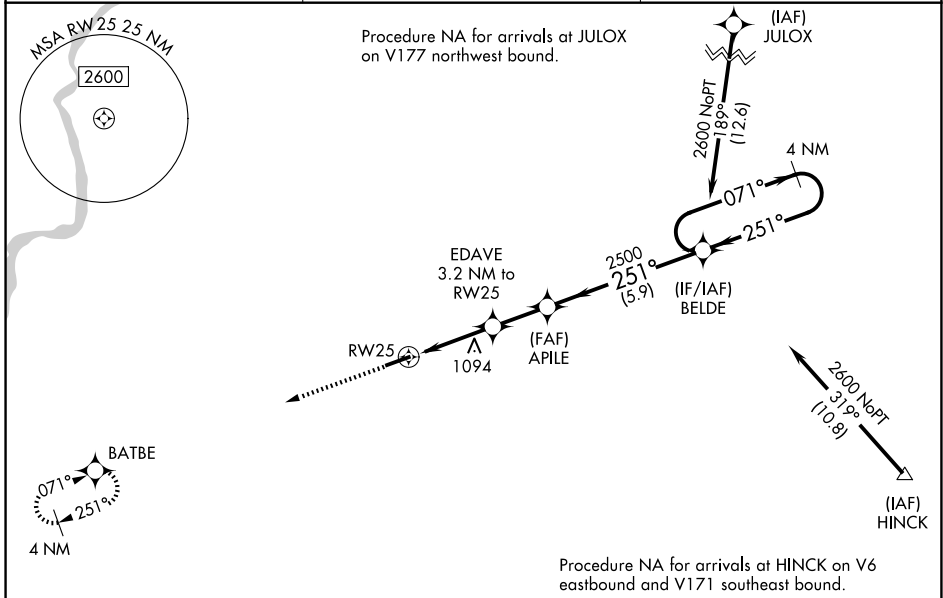 MSA RW25 25 NM
2600
Procedure NA for arrivals at JULOX
on V177 northwest bound.
(IAF)
JULOX
2600 NoPT
189°
(12.6)
4 NM
071°
251°
EDAVE
3.2 NM to
RW25
2500
251°
(5.9)
(IF/IAF)
BELDE
(FAF)
APILE
RW25
1094
2600 NoPT
319°
(10.8)
(IAF)
HINCK
BATBE
071°
251°
4 NM
Procedure NA for arrivals at HINCK on V6
eastbound and V171 southeast bound.